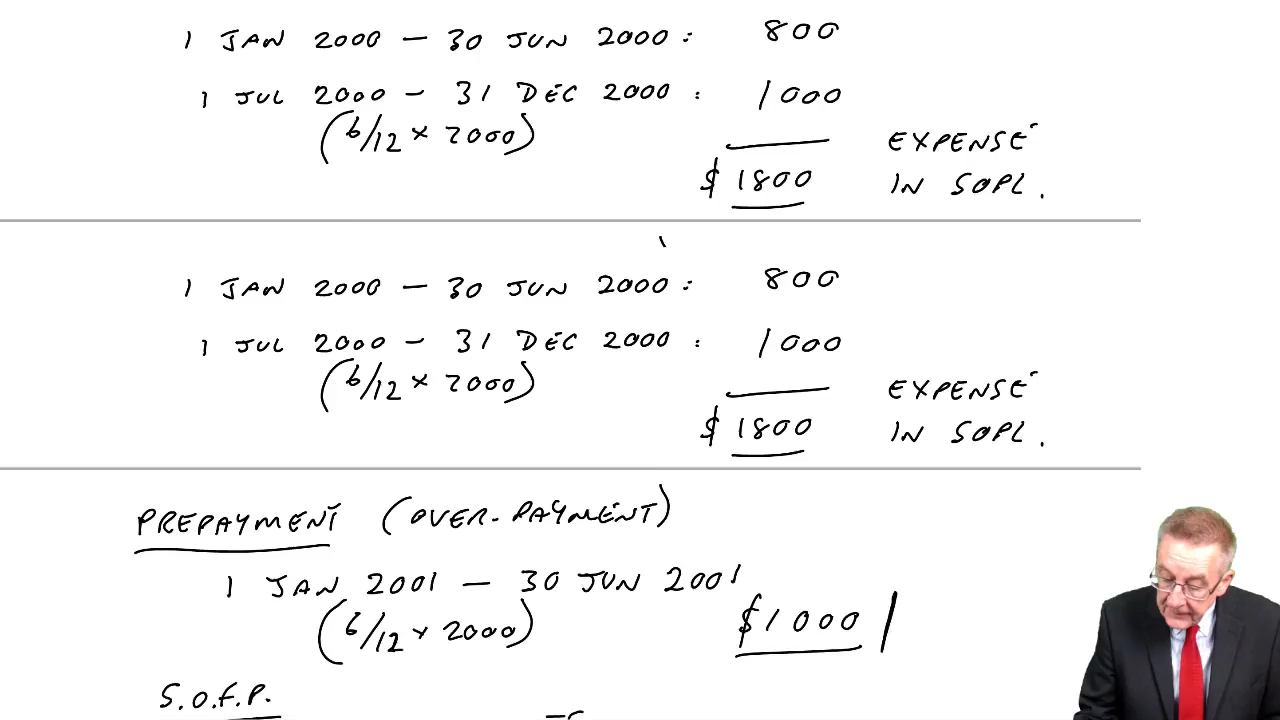 1 JAN 2000 - 30 JUN 2000: 800
1 JUL 2000 - 31 DEC 2000: 1000
(6/12 × 2000)
EXPENSE
$1800 IN SOPL.
1 JAN 2000 - 30 JUN 2000: 800
1 JUL 2000 - 31 DEC 2000: 1000
(6/12 × 2000)
EXPENSE
$1800 IN SOPL.
PREPAYMENT (OVER-PAYMENT)
1 JAN 2001 - 30 JUN 2001
(6/12 × 2000) $1000
S.O.F.P.